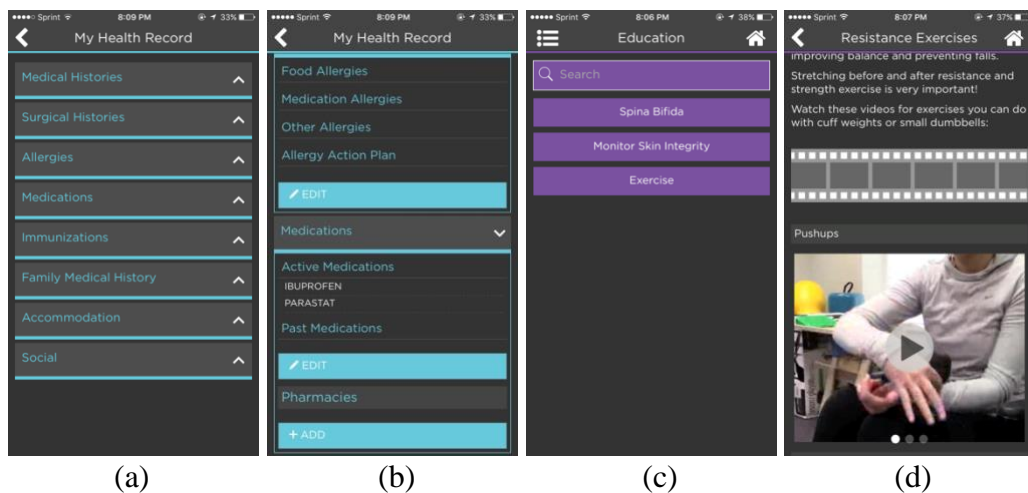 Sprint 8:09 PM 33%
My Health Record
Medical Histories
Surgical Histories
Allergies
Medications
Immunizations
Family Medical History
Accommodation
Social
(a)
Sprint 8:09 PM 33%
My Health Record
Food Allergies
Medication Allergies
Other Allergies
Allergy Action Plan
EDIT
Medications
Active Medications
IBUPROFEN
PARASTAT
Past Medications
EDIT
Pharmacies
+ ADD
(b)
Sprint 8:06 PM 38%
Education
Search
Spina Bifida
Monitor Skin Integrity
Exercise
(c)
Sprint 8:07 PM 37%
Resistance Exercises
improving balance and preventing falls.
Stretching before and after resistance and
strength exercise is very important!
Watch these videos for exercises you can do
with cuff weights or small dumbbells:
Pushups
(d)